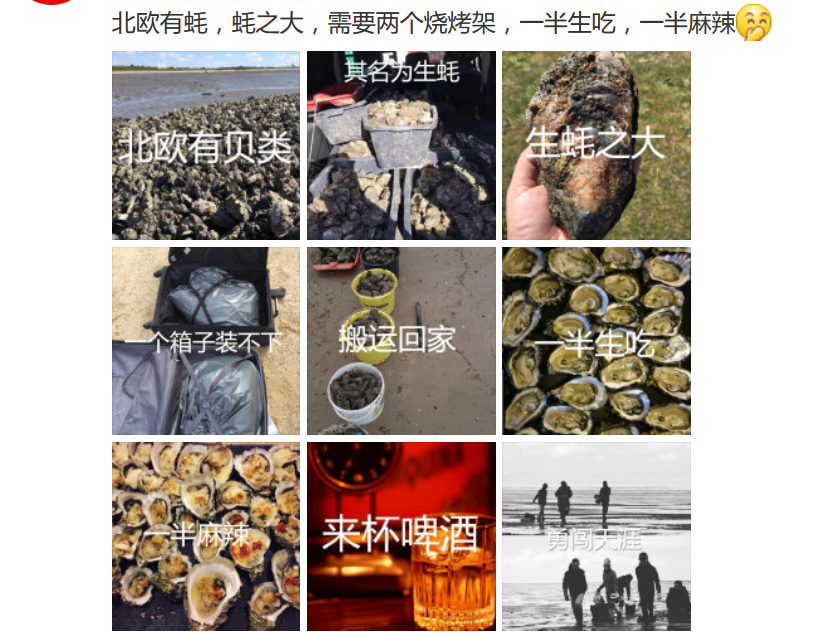 北欧有蚝，蚝之大，需要两个烧烤架，一半生吃，一半麻辣
北欧有贝类
其名为生蚝
生蚝之大
一个箱子装不下
搬运回家
一半生吃
一半麻辣
来杯啤酒
勇闯天涯